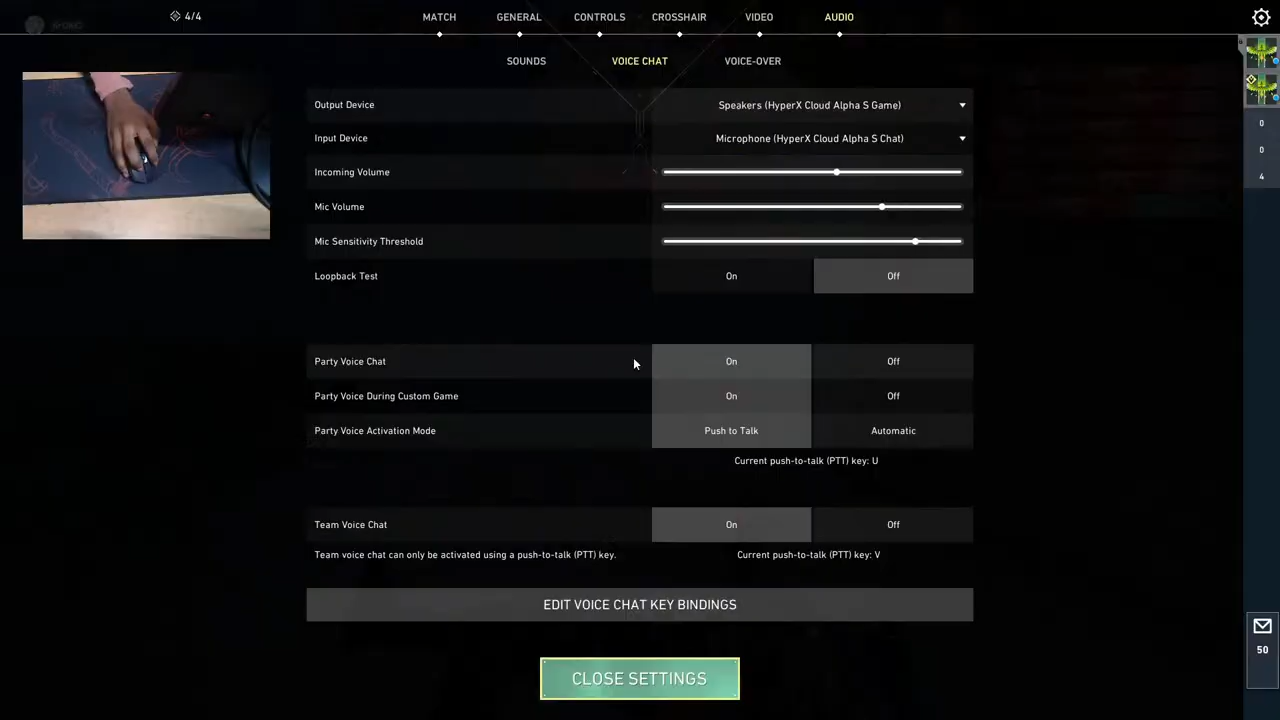 4/4
MATCH GENERAL CONTROLS CROSSHAIR VIDEO AUDIO
SOUNDS VOICE CHAT VOICE-OVER
Output Device Speakers (HyperX Cloud Alpha S Game)
Input Device Microphone (HyperX Cloud Alpha S Chat)
Incoming Volume
Mic Volume
Mic Sensitivity Threshold
Loopback Test On Off
Party Voice Chat On Off
Party Voice During Custom Game On Off
Party Voice Activation Mode Push to Talk Automatic
Current push-to-talk (PTT) key: U
Team Voice Chat On Off
Team voice chat can only be activated using a push-to-talk (PTT) key. Current push-to-talk (PTT) key: V
EDIT VOICE CHAT KEY BINDINGS
CLOSE SETTINGS
0
0
4
50